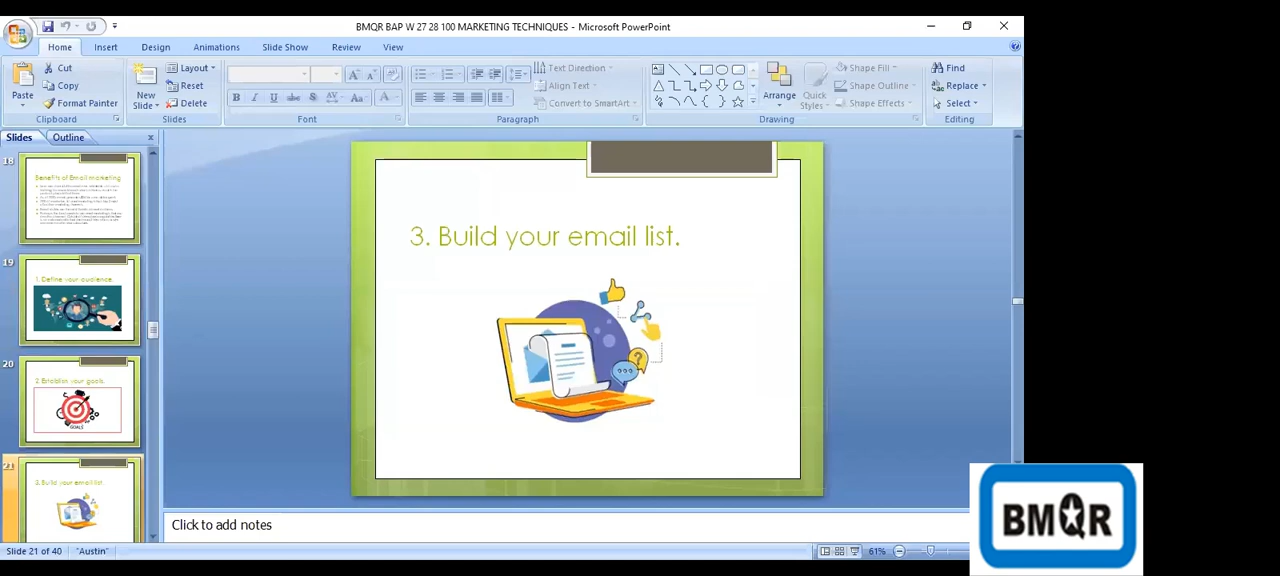 BMQR BAP W 27 28 100 MARKETING TECHNIQUES - Microsoft PowerPoint
Home Insert Design Animations Slide Show Review View
Paste
Cut
Copy
Format Painter
Clipboard
New Slide
Layout
Reset
Delete
Slides
B I U abc S AV Aa A
Font
Text Direction
Align Text
Convert to SmartArt
Paragraph
Arrange
Quick Styles
Shape Fill
Shape Outline
Shape Effects
Drawing
Find
Replace
Select
Editing
Slides Outline
18
Benefits of Email marketing
19
1. Define your audience.
20
2. Establish your goals.
GOALS
21
3. Build your email list.
3. Build your email list.
?
Click to add notes
Slide 21 of 40 "Austin" 61%
BMQR